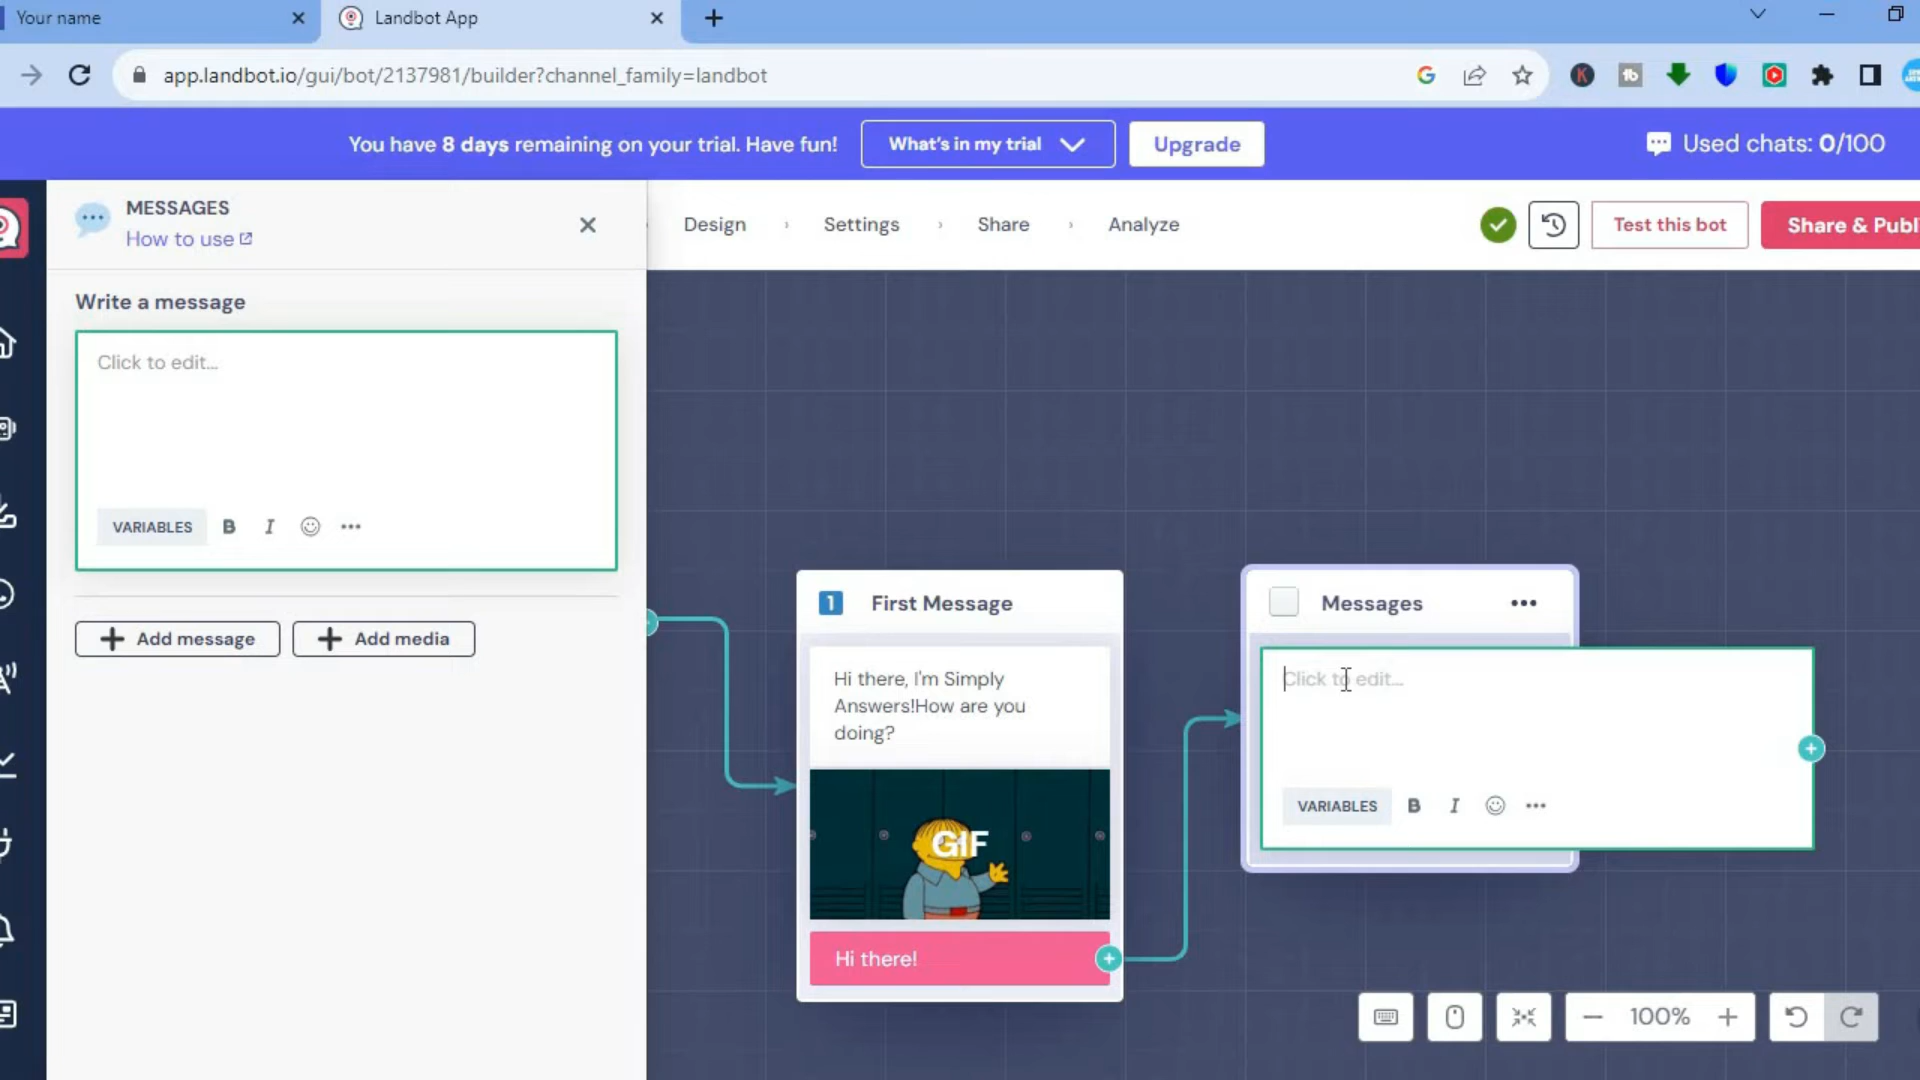 Your name
Landbot App
app.landbot.io/gui/bot/2137981/builder?channel_family=landbot
You have 8 days remaining on your trial. Have fun!
What's in my trial
Upgrade
Used chats: 0/100
MESSAGES
How to use
Design
Settings
Share
Analyze
Test this bot
Share & Publ
Write a message
Click to edit...
VARIABLES B I
Add message
Add media
1 First Message
Hi there, I'm Simply
Answers!How are you
doing?
GIF
Hi there!
Messages
Click to edit...
VARIABLES B I
100%